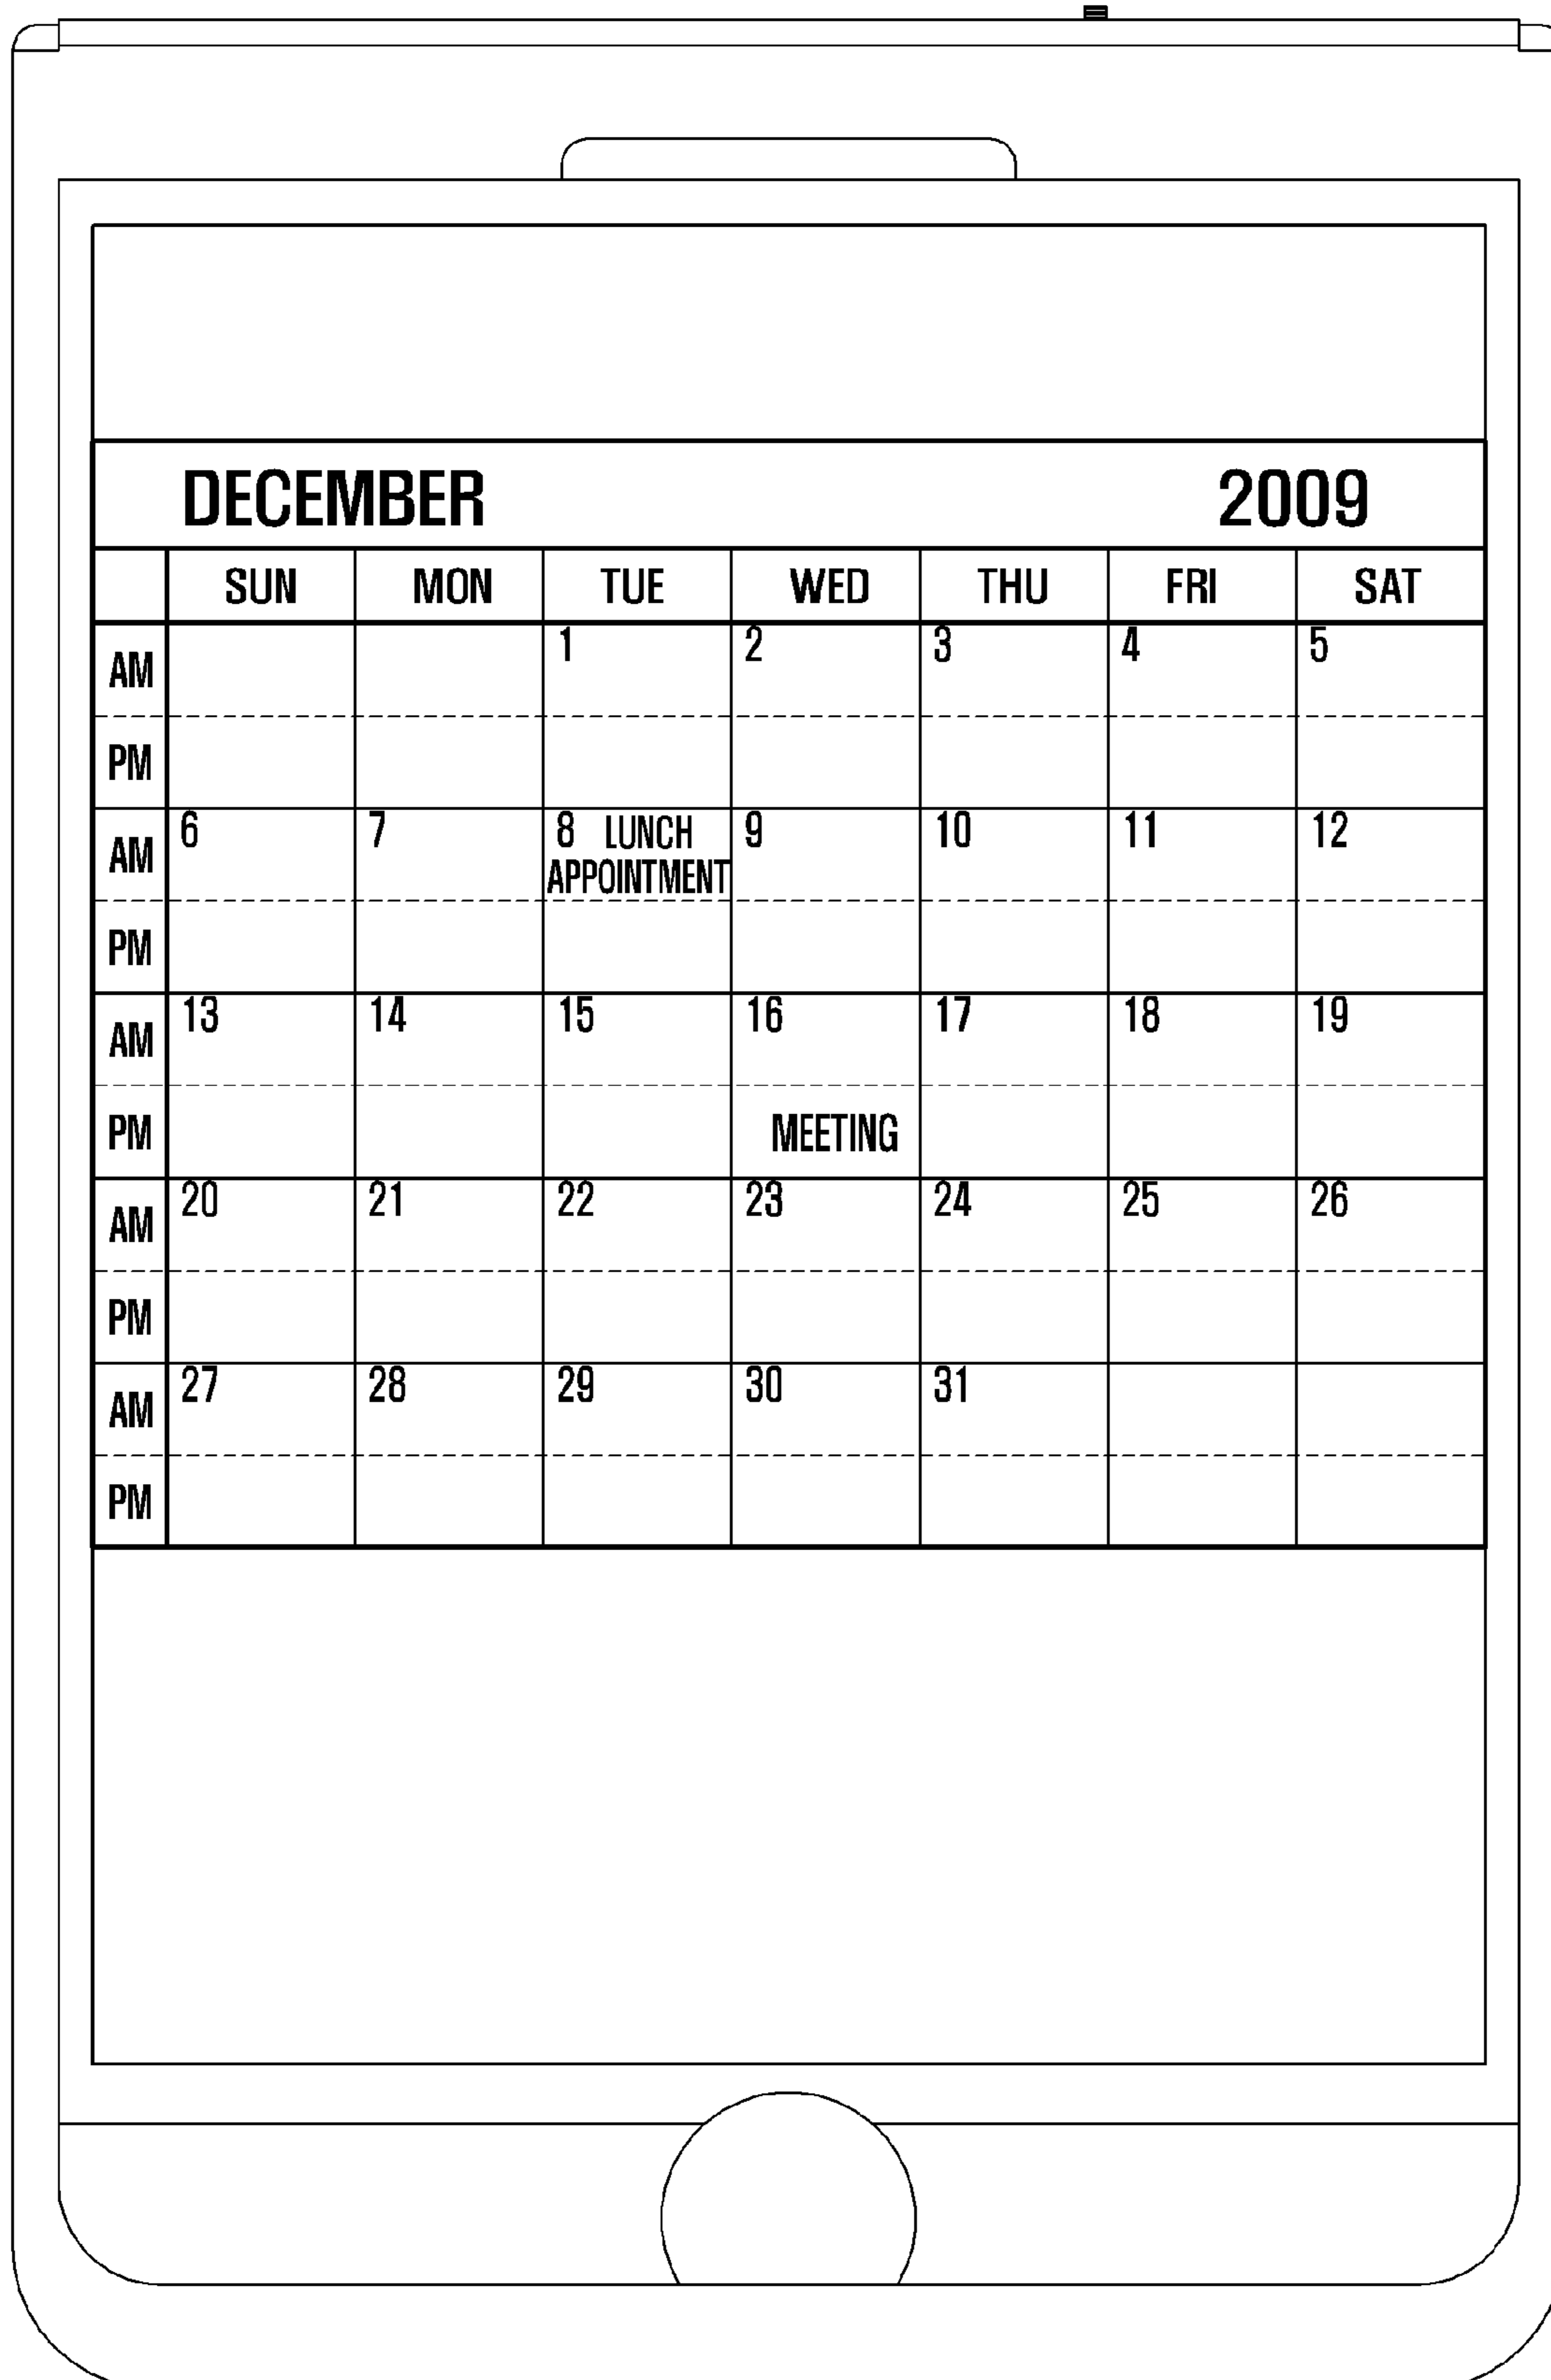 DECEMBER 2009
SUN MON TUE WED THU FRI SAT
AM 1 2 3 4 5
PM
AM 6 7 8 LUNCH 9 10 11 12
APPOINTMENT
PM
AM 13 14 15 16 17 18 19
PM MEETING
AM 20 21 22 23 24 25 26
PM
AM 27 28 29 30 31
PM